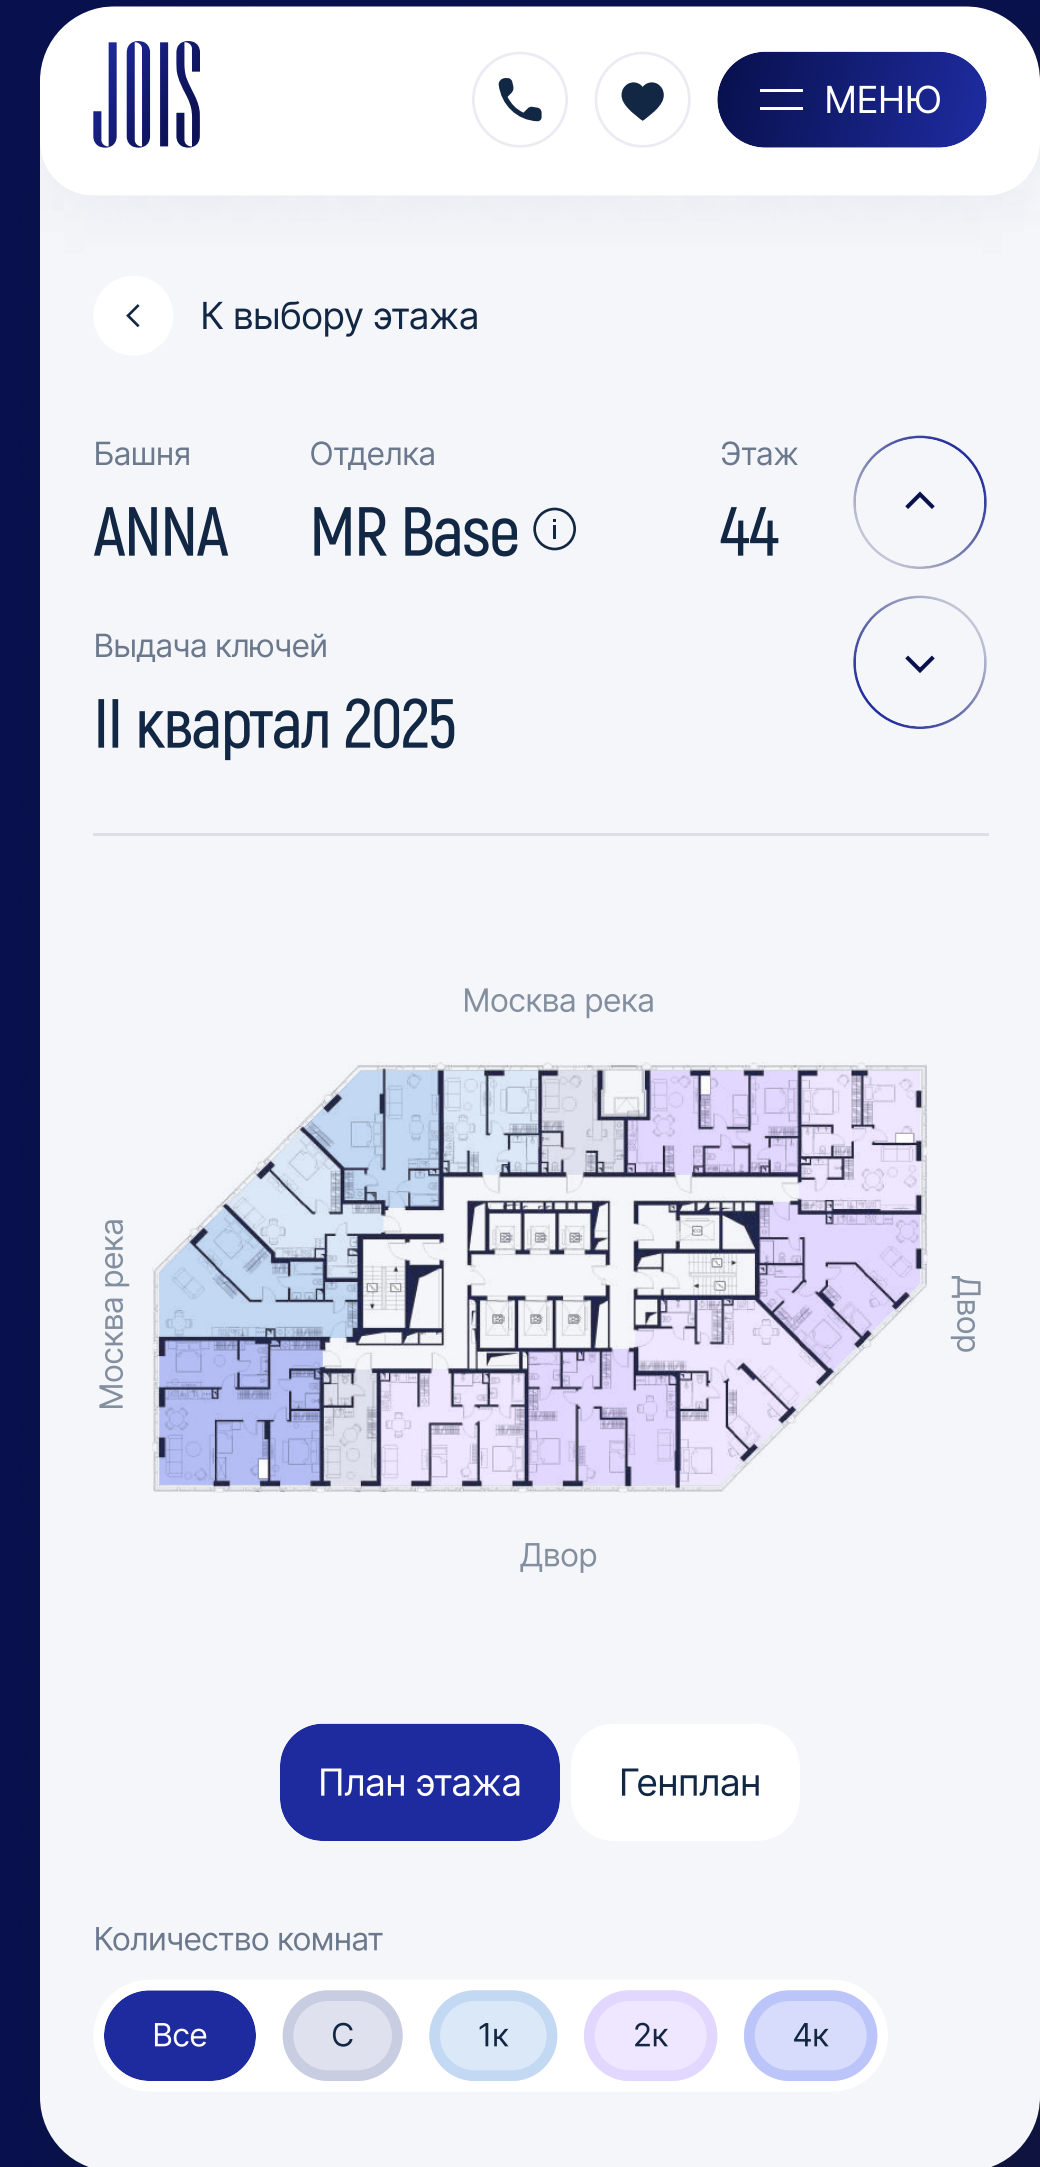 JOIS
МЕНЮ
К выбору этажа
Башня
Отделка
Этаж
ANNA
MR Base
44
Выдача ключей
II квартал 2025
Москва река
Москва река
Двор
Двор
План этажа
Генплан
Количество комнат
Все
С
1к
2к
4к